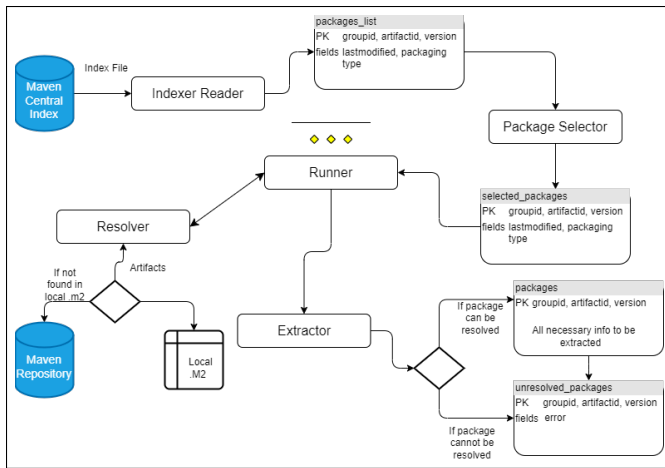 packages_list
PK groupid, artifactid, version
fields lastmodified, packaging
type
Index File
Maven
Central
Index
Indexer Reader
Package Selector
Runner
selected_packages
PK groupid, artifactid, version
fields lastmodified, packaging
type
Resolver
If not
found in
local .m2
Artifacts
Maven
Repository
Local
.M2
Extractor
If package
can be
resolved
packages
PK groupid, artifactid, version
All necessary info to be
extracted
unresolved_packages
PK groupid, artifactid, version
fields error
If package
cannot be
resolved